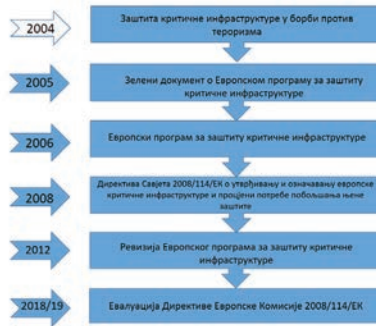 2004
Заштита критичне инфраструктуре у борби против
тероризма
2005
Зелени документ о Европском програму за заштиту
критичне инфраструктуре
2006
Европски програм за заштиту критичне инфраструктуре
2008
Директива Савјета 2008/114/ЕК о утврђивању и означавању европске
критичне инфраструктуре и процјени потребе побољшања њене
заштите
2012
Ревизија Европског програма за заштиту критичне
инфраструктуре
2018/19
Евалуација Директиве Европске Комисије 2008/114/ЕК